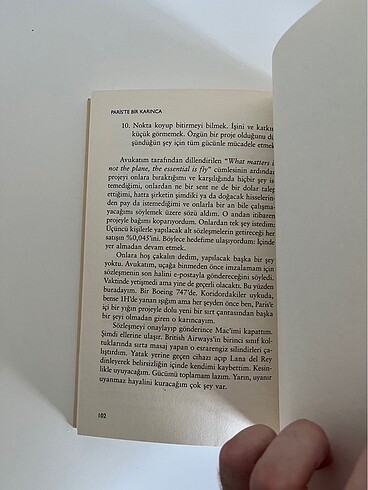 PARİS'TE BİR KARINCA
10. Nokta koyup bitirmeyi bilmek. İşini ve katkını
küçük görmemek. Özgün bir proje olduğunu dü-
şündüğün şey için tüm gücünle mücadele etmek.
Avukatım tarafından dillendirilen "What matters is
not the plane, the essential is fly" cümlesinin ardından
projeyi onlara bıraktığımı ve karşılığında hiçbir şey is-
temediğimi, onlardan ne bir sent ne de bir dolar talep
ettiğimi, hatta şirketin şimdiki ya da doğacak hisselerin-
den pay da istemediğimi ve onlarla bir an bile çalışma-
yacağımı söylemek üzere sözü aldım. O andan itibaren
projeyle bağımı koparıyordum. Onlardan tek şey istedim:
Üçüncü kişilerle yapılacak alt sözleşmelerin getireceği her
satışın %0,045'ini. Böylece hedefime ulaşıyordum: İcinde
yer almadan devam etmek.
Onlara hoş çakalın dedim, yapılacak başka bir şey
yoktu. Avukatım, uçağa binmeden önce imzalamam için
sözleşmenin son halini e-postayla göndereceğini söyledi.
Vaktinde yetişmedi ama yine de geçerli olacaktı. Bu yüzden
buradayım. Bir Boeing 747'de. Koridordakiler uykuda,
bense 1H'de yanan ışığım ama her şeyden önce ben, Paris'e
içi bir yığın projeyle dolu yeni bir sırt çantasından başka
bir şeyi olmadan giren o karıncayım.
Sözleşmeyi onaylayıp gönderince Mac'imi kapattım.
Şimdi ellerine ulaşır. British Airways'in birinci sınıf kol-
tuklarında sırta masaj yapan o esrarengiz silindirleri ça-
lıştırdım. Yatak yerine geçen cihazı açıp Lana del Rey
dinleyerek belirsizliğin içinde kendimi kaybettim. Kesin-
likle uyuyacağım. Gücümü toplamam lazım. Yarın, uyanır
uyanmaz hayalini kuracağım çok şey var.
102